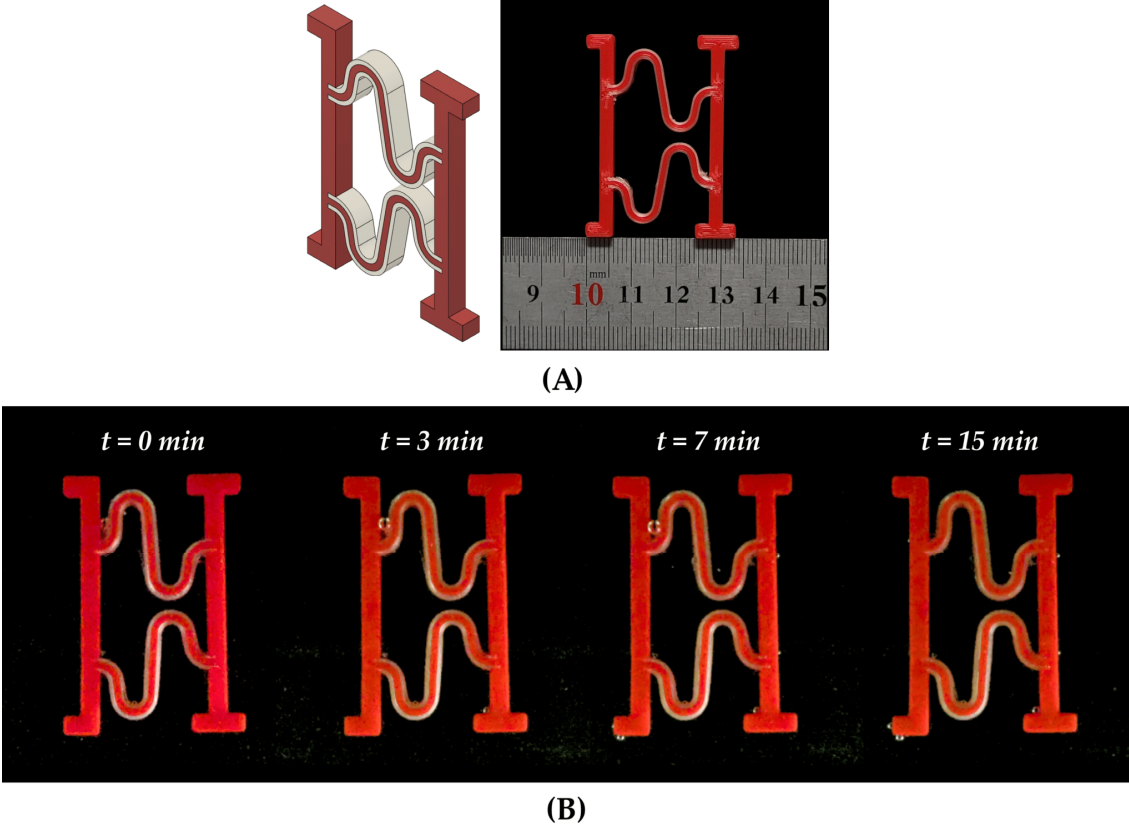 mm
9 10 11 12 13 14 15
(A)
t = 0 min t = 3 min t = 7 min t = 15 min
(B)